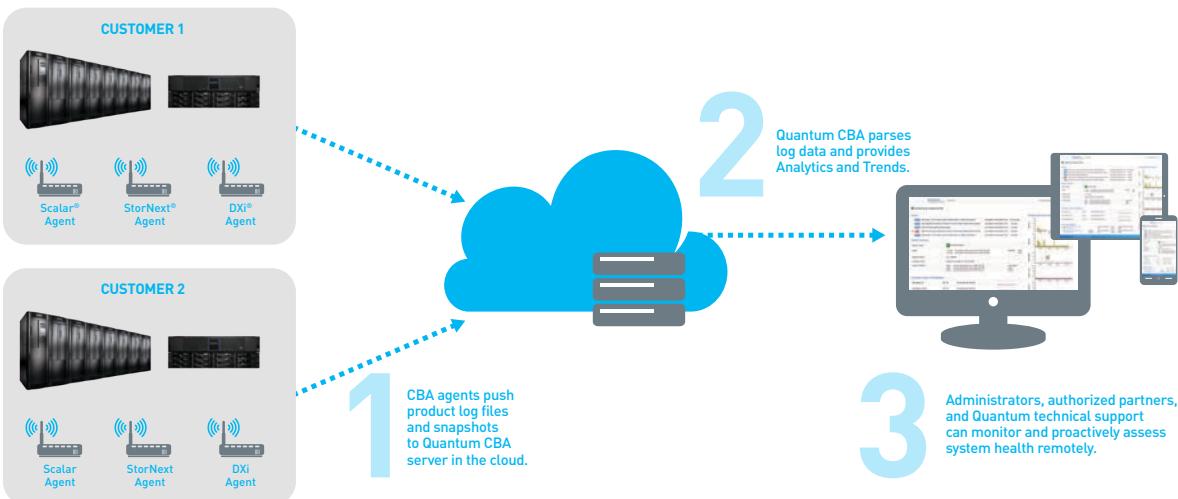 CUSTOMER 1
Scalar®
Agent
StorNext®
Agent
DXi®
Agent
CUSTOMER 2
Scalar
Agent
StorNext
Agent
DXi
Agent
1
CBA agents push
product log files
and snapshots
to Quantum CBA
server in the cloud.
2
Quantum CBA parses
log data and provides
Analytics and Trends.
3
Administrators, authorized partners,
and Quantum technical support
can monitor and proactively assess
system health remotely.